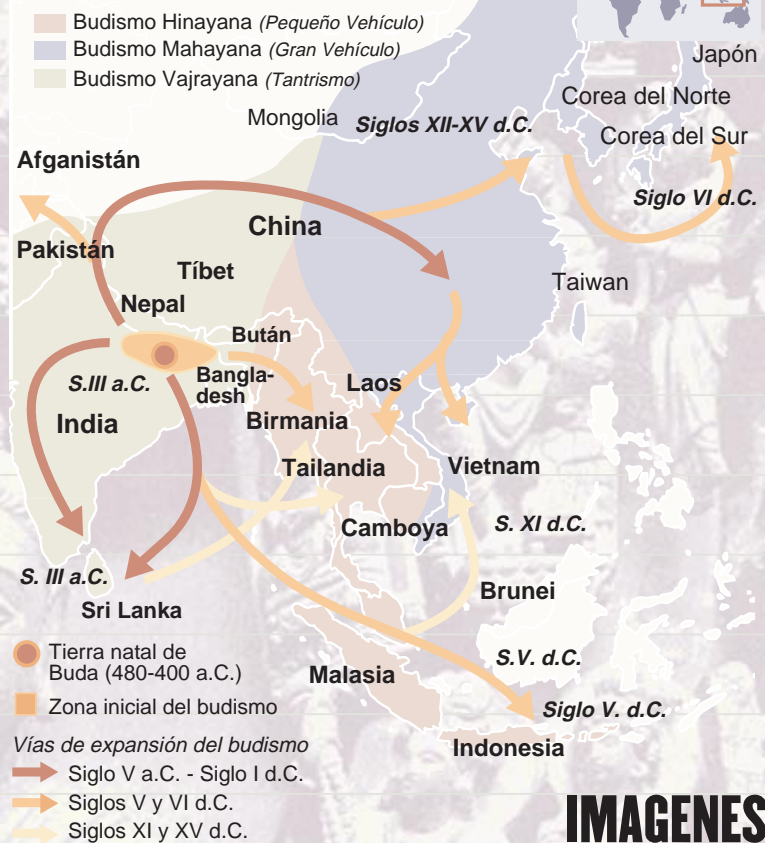 Budismo Hinayana (Pequeño Vehículo)
Budismo Mahayana (Gran Vehículo)
Budismo Vajrayana (Tantrismo)
Japón
Corea del Norte
Mongolia
Siglos XII-XV d.C.
Corea del Sur
Afganistán
Siglo VI d.C.
China
Pakistán
Tíbet
Taiwan
Nepal
Bután
S.III a.C.
Bangla-
desh
Laos
India
Birmania
Tailandia
Vietnam
Camboya
S. XI d.C.
S. III a.C.
Brunei
Sri Lanka
Tierra natal de
Buda (480-400 a.C.)
S.V. d.C.
Malasia
Zona inicial del budismo
Siglo V. d.C.
Indonesia
Vías de expansión del budismo
Siglo V a.C. - Siglo I d.C.
Siglos V y VI d.C.
Siglos XI y XV d.C.
IMAGENES